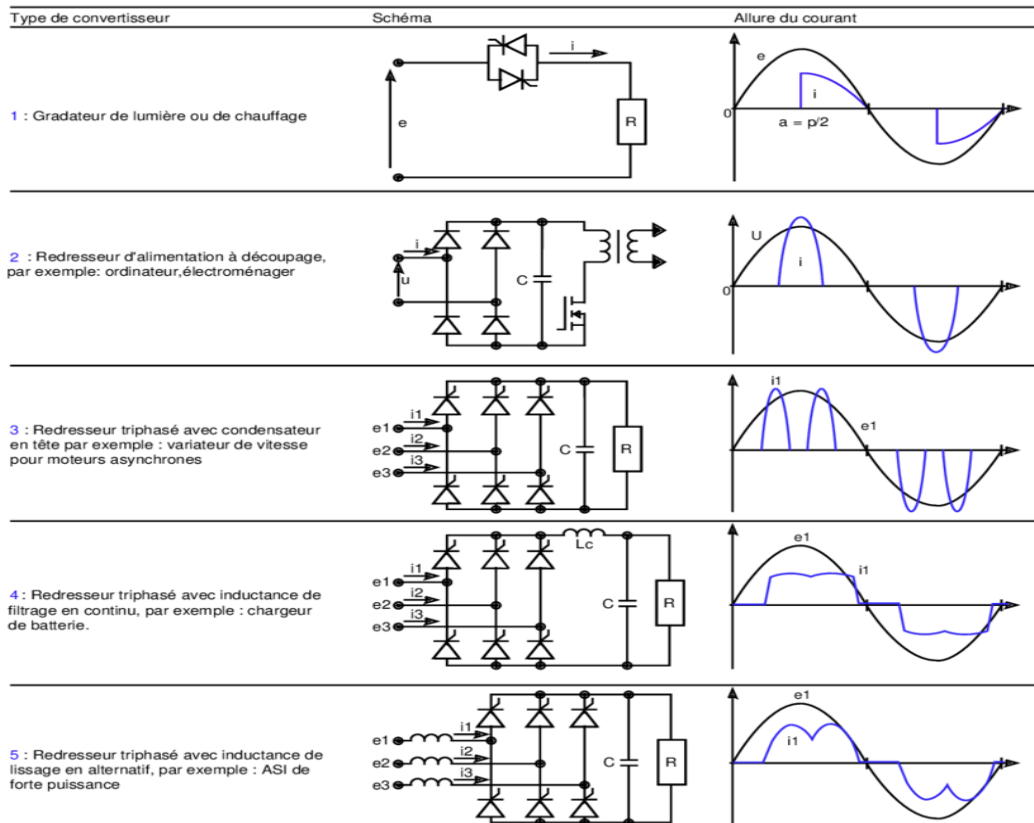 Type de convertisseur
Schéma
Allure du courant
1 : Gradateur de lumière ou de chauffage
i
e
R
e
i
0
a = p/2
2 : Redresseur d'alimentation à découpage,
par exemple: ordinateur,électroménager
i
u
C
U
i
0
3 : Redresseur triphasé avec condensateur
en tête par exemple : variateur de vitesse
pour moteurs asynchrones
i1
e1
i2
e2
i3
e3
C
R
i1
e1
4 : Redresseur triphasé avec inductance de
filtrage en continu, par exemple : chargeur
de batterie.
Lc
i1
e1
i2
e2
i3
e3
C
R
e1
i1
5 : Redresseur triphasé avec inductance de
lissage en alternatif, par exemple : ASI de
forte puissance
i1
e1
i2
e2
i3
e3
C
R
e1
i1